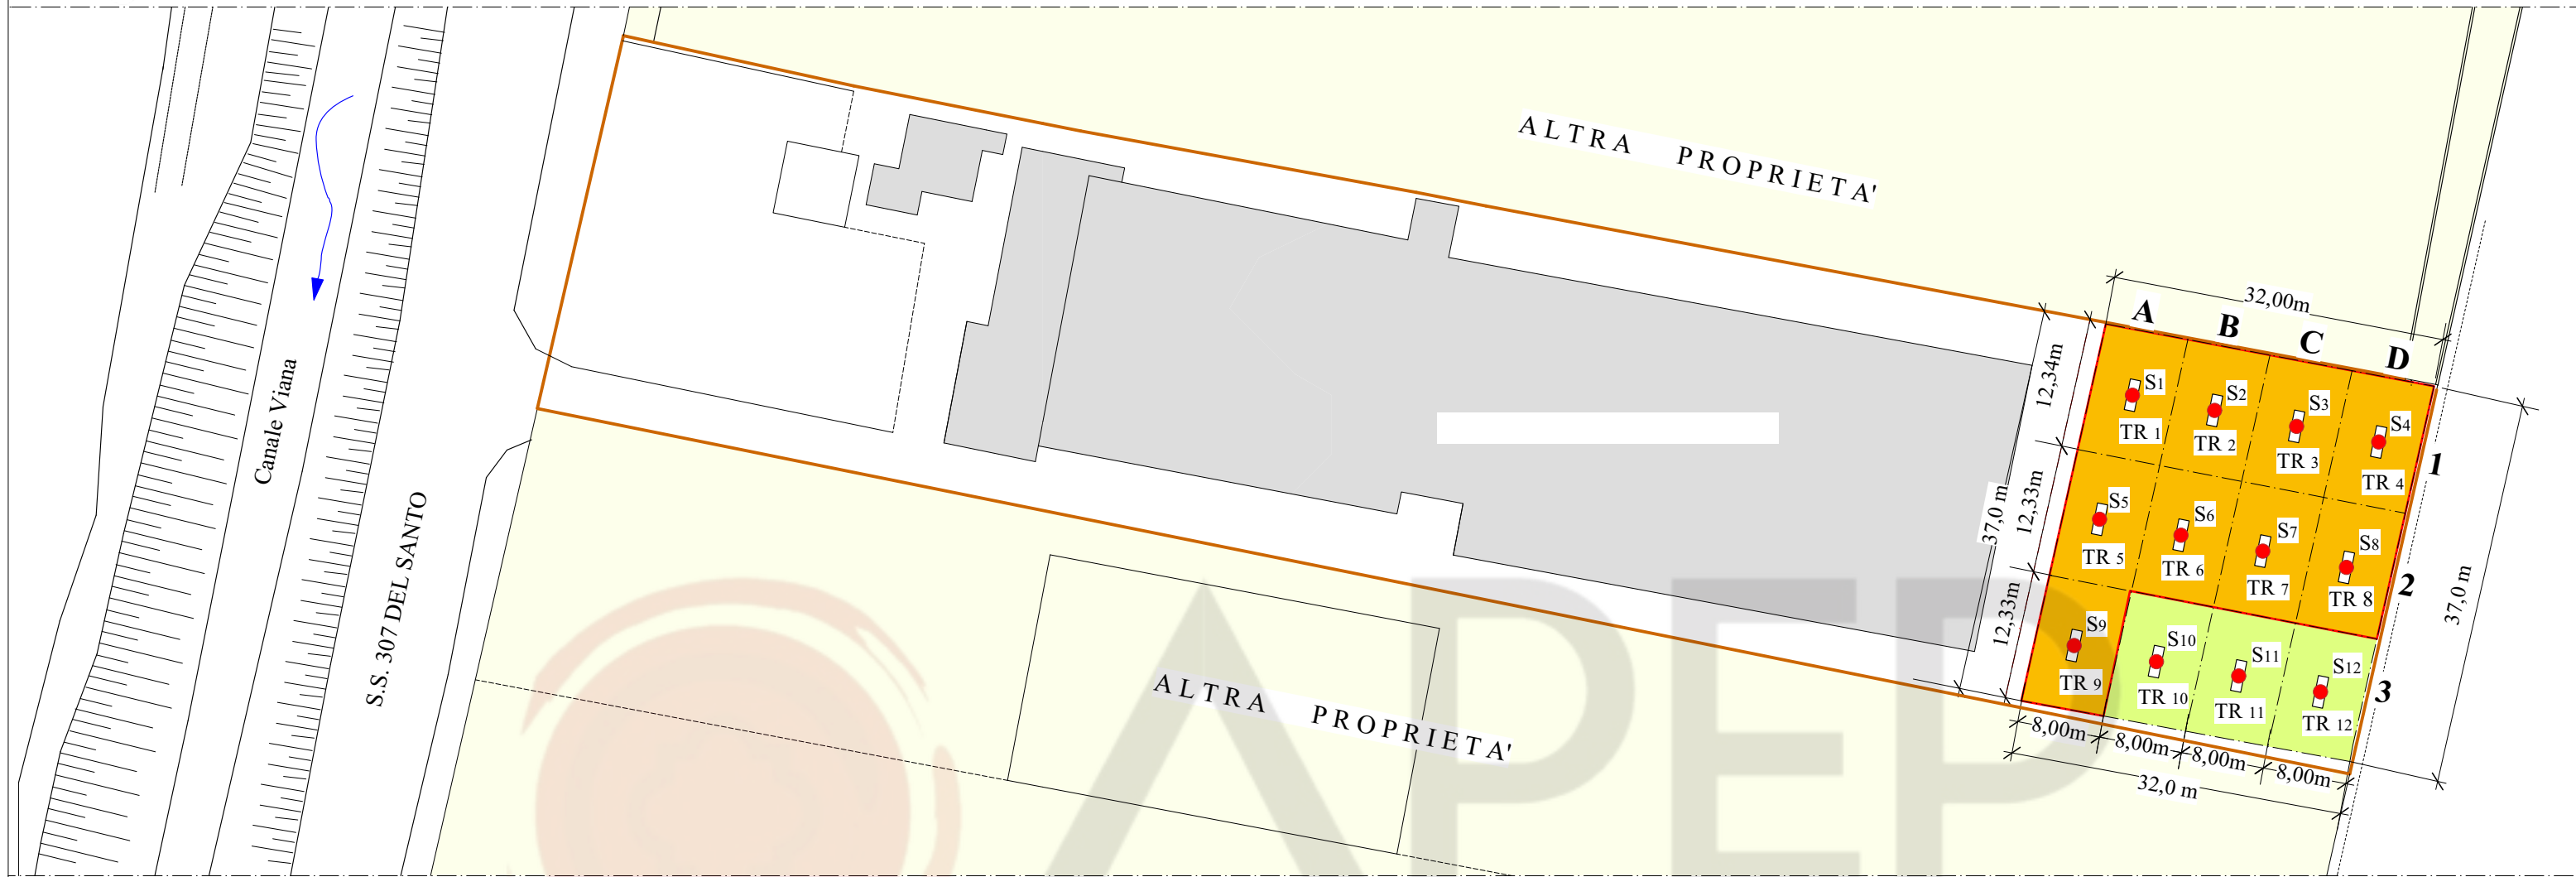 ALTRA PROPRIETA'
32,00m
A
B
C
D
12,34m
12,33m
12,33m
37,0 m
S1
TR 1
S2
TR 2
S3
TR 3
S4
TR 4
1
S5
TR 5
S6
TR 6
S7
TR 7
S8
TR 8
2
S9
TR 9
S10
TR 10
S11
TR 11
S12
TR 12
3
37,0 m
8,00m
8,00m
8,00m
8,00m
32,0 m
Canale Viana
S.S. 307 DEL SANTO
ALTRA PROPRIETA'
APEP